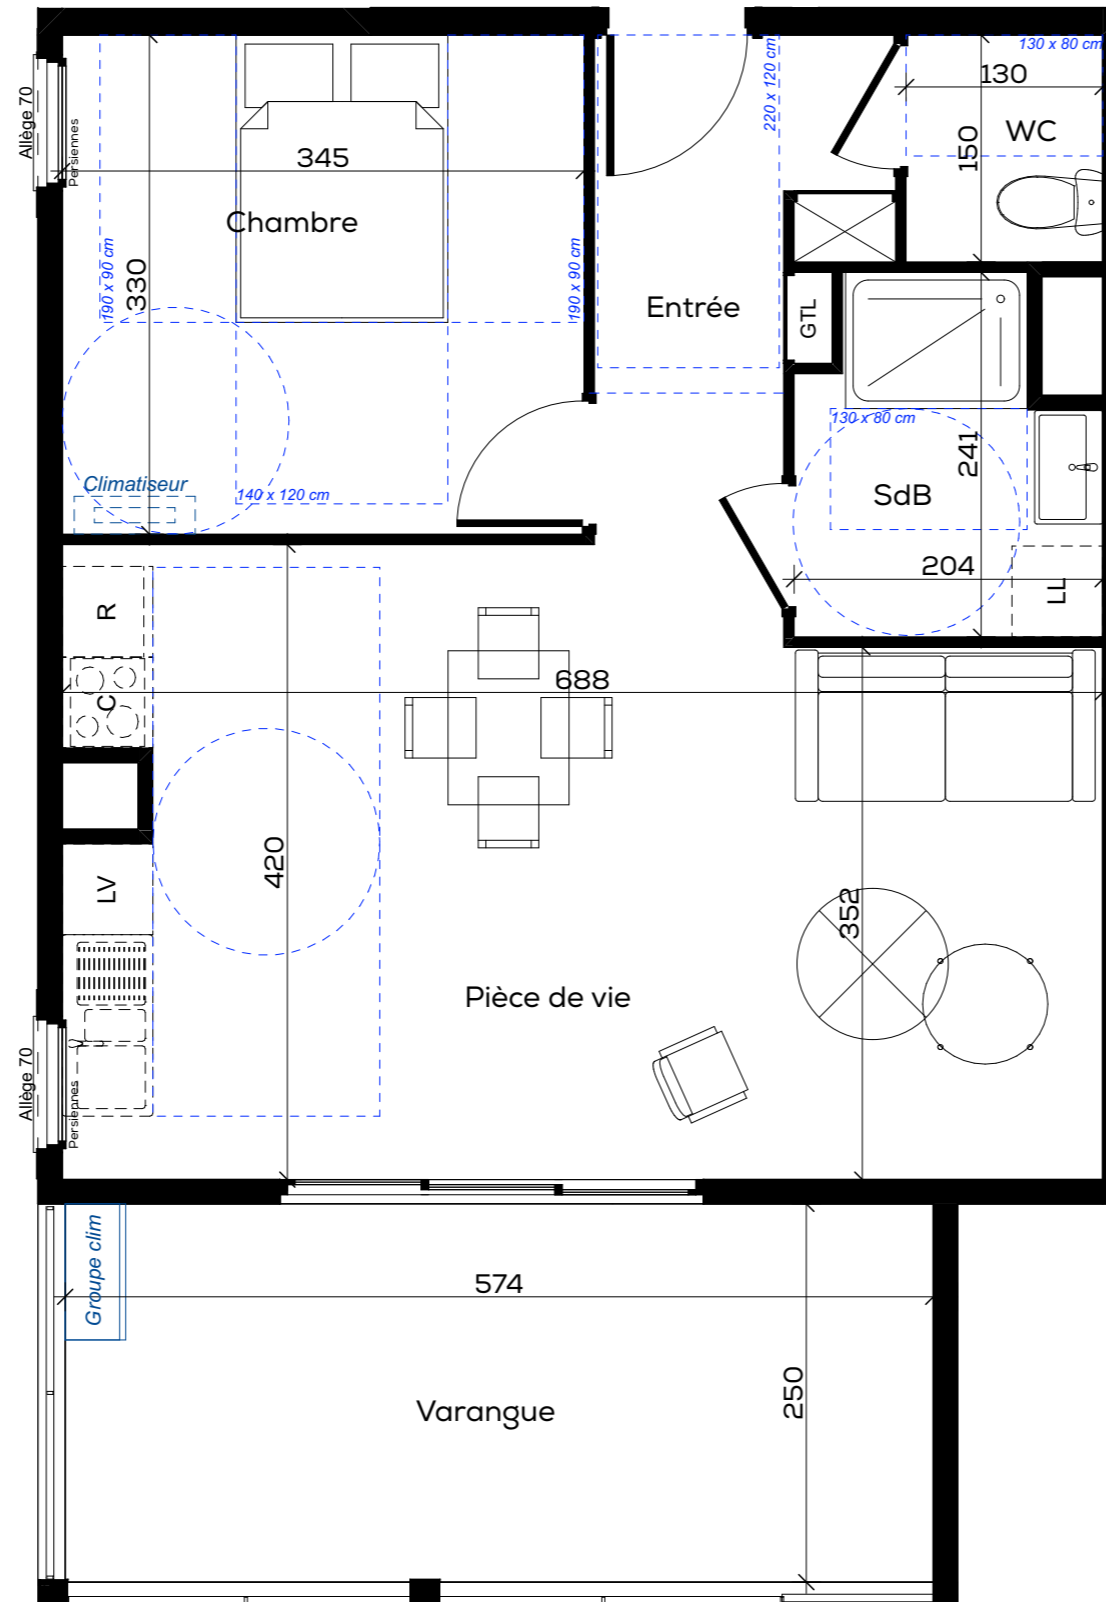 130 x 80 cm
130
WC
150
220 x 120 cm
Allège 70
Persiennes
345
Chambre
330
190 x 90 cm
190 x 90 cm
Entrée
GTL
130 x 80 cm
241
SdB
204
LL
Climatiseur
140 x 120 cm
R
C
688
420
LV
352
Pièce de vie
Allège 70
Persiennes
Groupe clim
574
250
Varangue